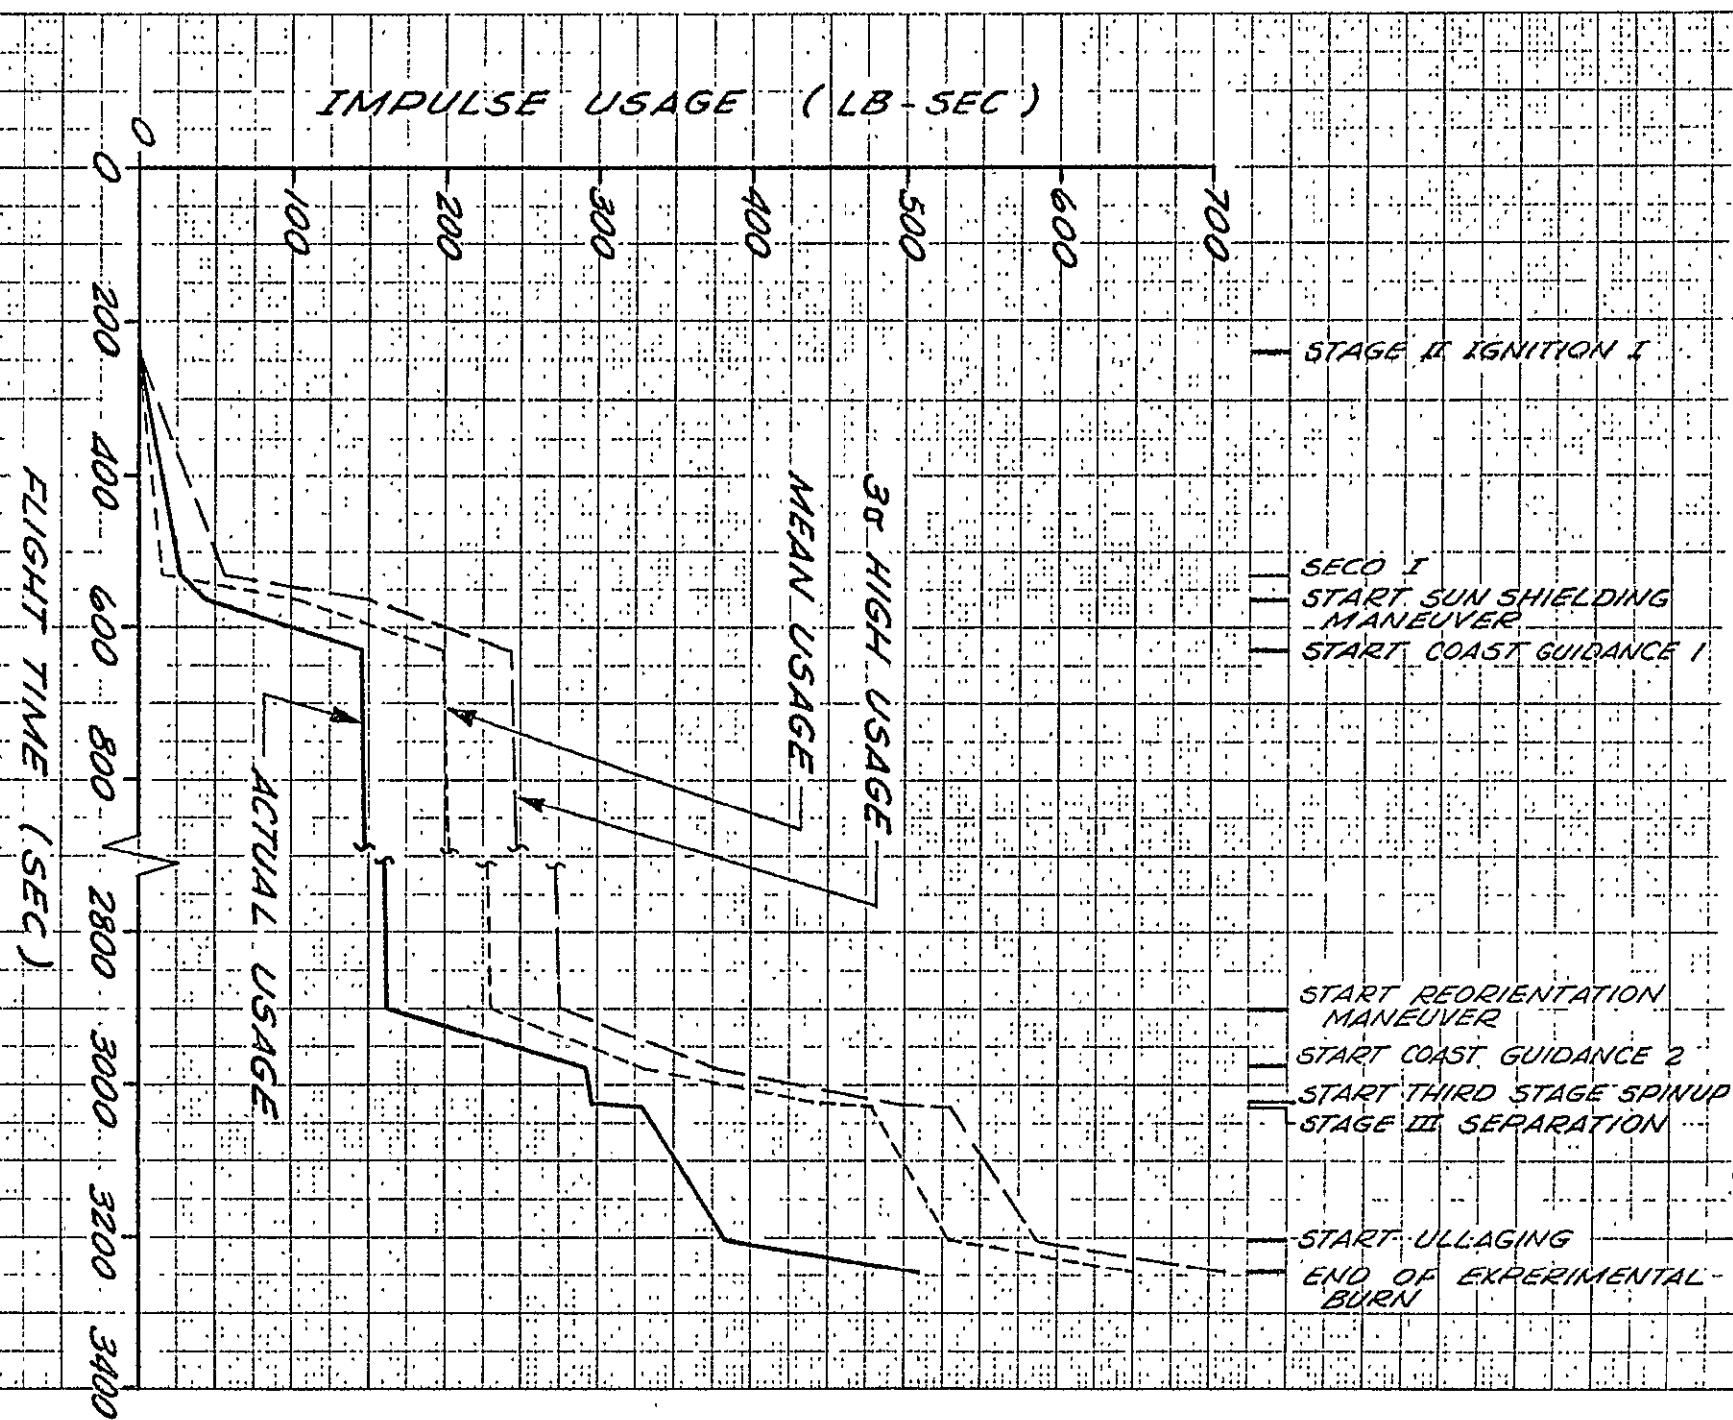 IMPULSE USAGE (LB-SEC)
0
100
200
300
400
500
600
700
0
200
400
600
800
2800
3000
3200
3400
FLIGHT TIME (SEC)
3σ HIGH USAGE
MEAN USAGE
ACTUAL USAGE
STAGE II IGNITION I
SECO I
START SUN SHIELDING
MANEUVER
START COAST GUIDANCE 1
START REORIENTATION
MANEUVER
START COAST GUIDANCE 2
START THIRD STAGE SPINUP
STAGE III SEPARATION
START ULLAGING
END OF EXPERIMENTAL
BURN